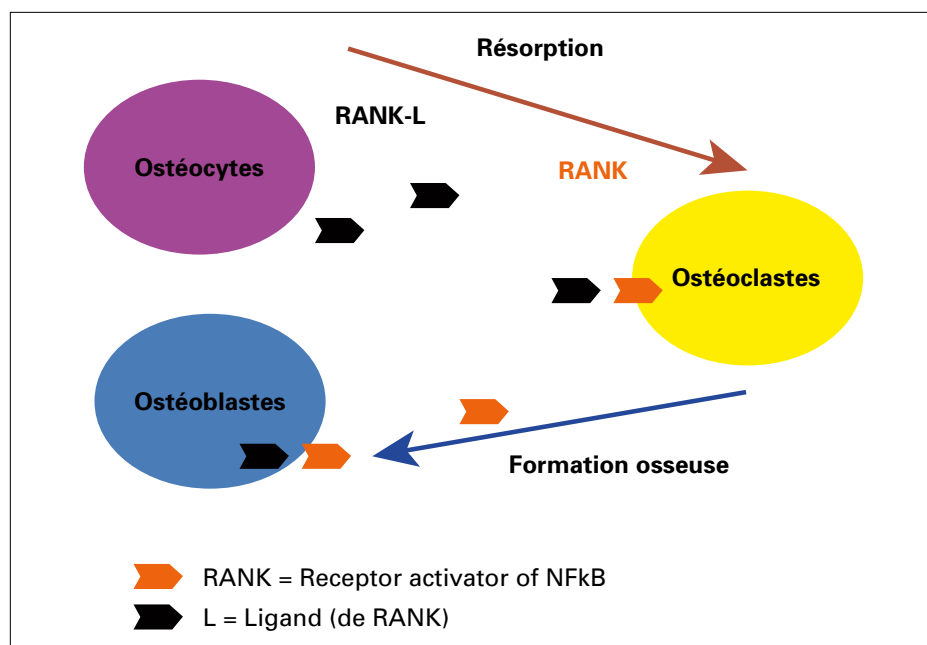 Résorption
RANK-L
Ostéocytes
RANK
Ostéoclastes
Ostéoblastes
Formation osseuse
RANK = Receptor activator of NFkB
L = Ligand (de RANK)